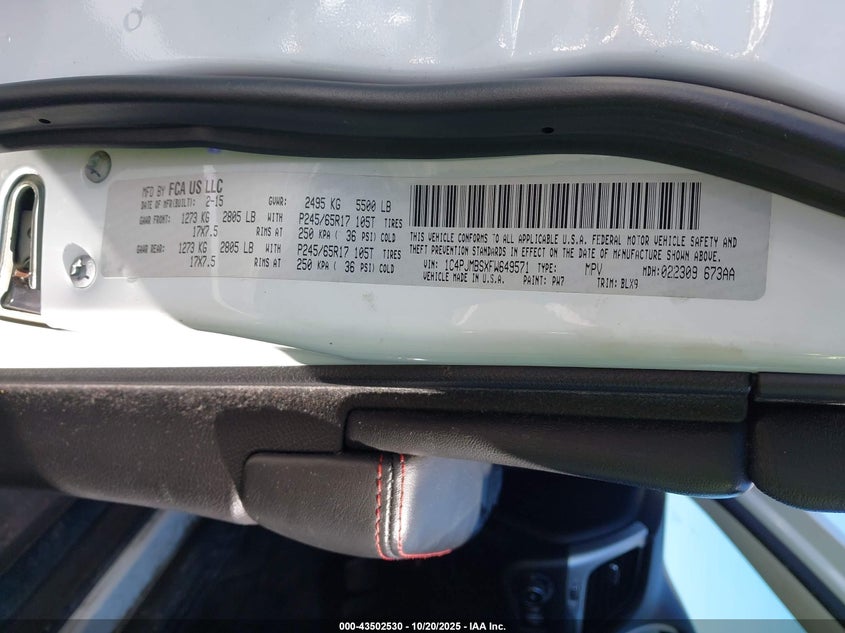 MFD BY FCA US LLC
DATE OF MFR(BUILT): 2-15
GVWR: 2495 KG 5500 LB
GAWR FRONT: 1273 KG 2805 LB WITH P245/65R17 105T TIRES
17X7.5 RIMS AT 250 KPA ( 36 PSI) COLD
GAWR REAR: 1273 KG 2805 LB WITH P245/65R17 105T TIRES
17X7.5 RIMS AT 250 KPA ( 36 PSI) COLD
THIS VEHICLE CONFORMS TO ALL APPLICABLE U.S.A. FEDERAL MOTOR VEHICLE SAFETY AND
THEFT PREVENTION STANDARDS IN EFFECT ON THE DATE OF MANUFACTURE SHOWN ABOVE.
VIN: 1C4PJMBSXFW649571 TYPE: MPV MDH:022309 673AA
VEHICLE MADE IN U.S.A. PAINT: PW7 TRIM: BLX9
000-43502530 - 10/20/2025 - IAA Inc.